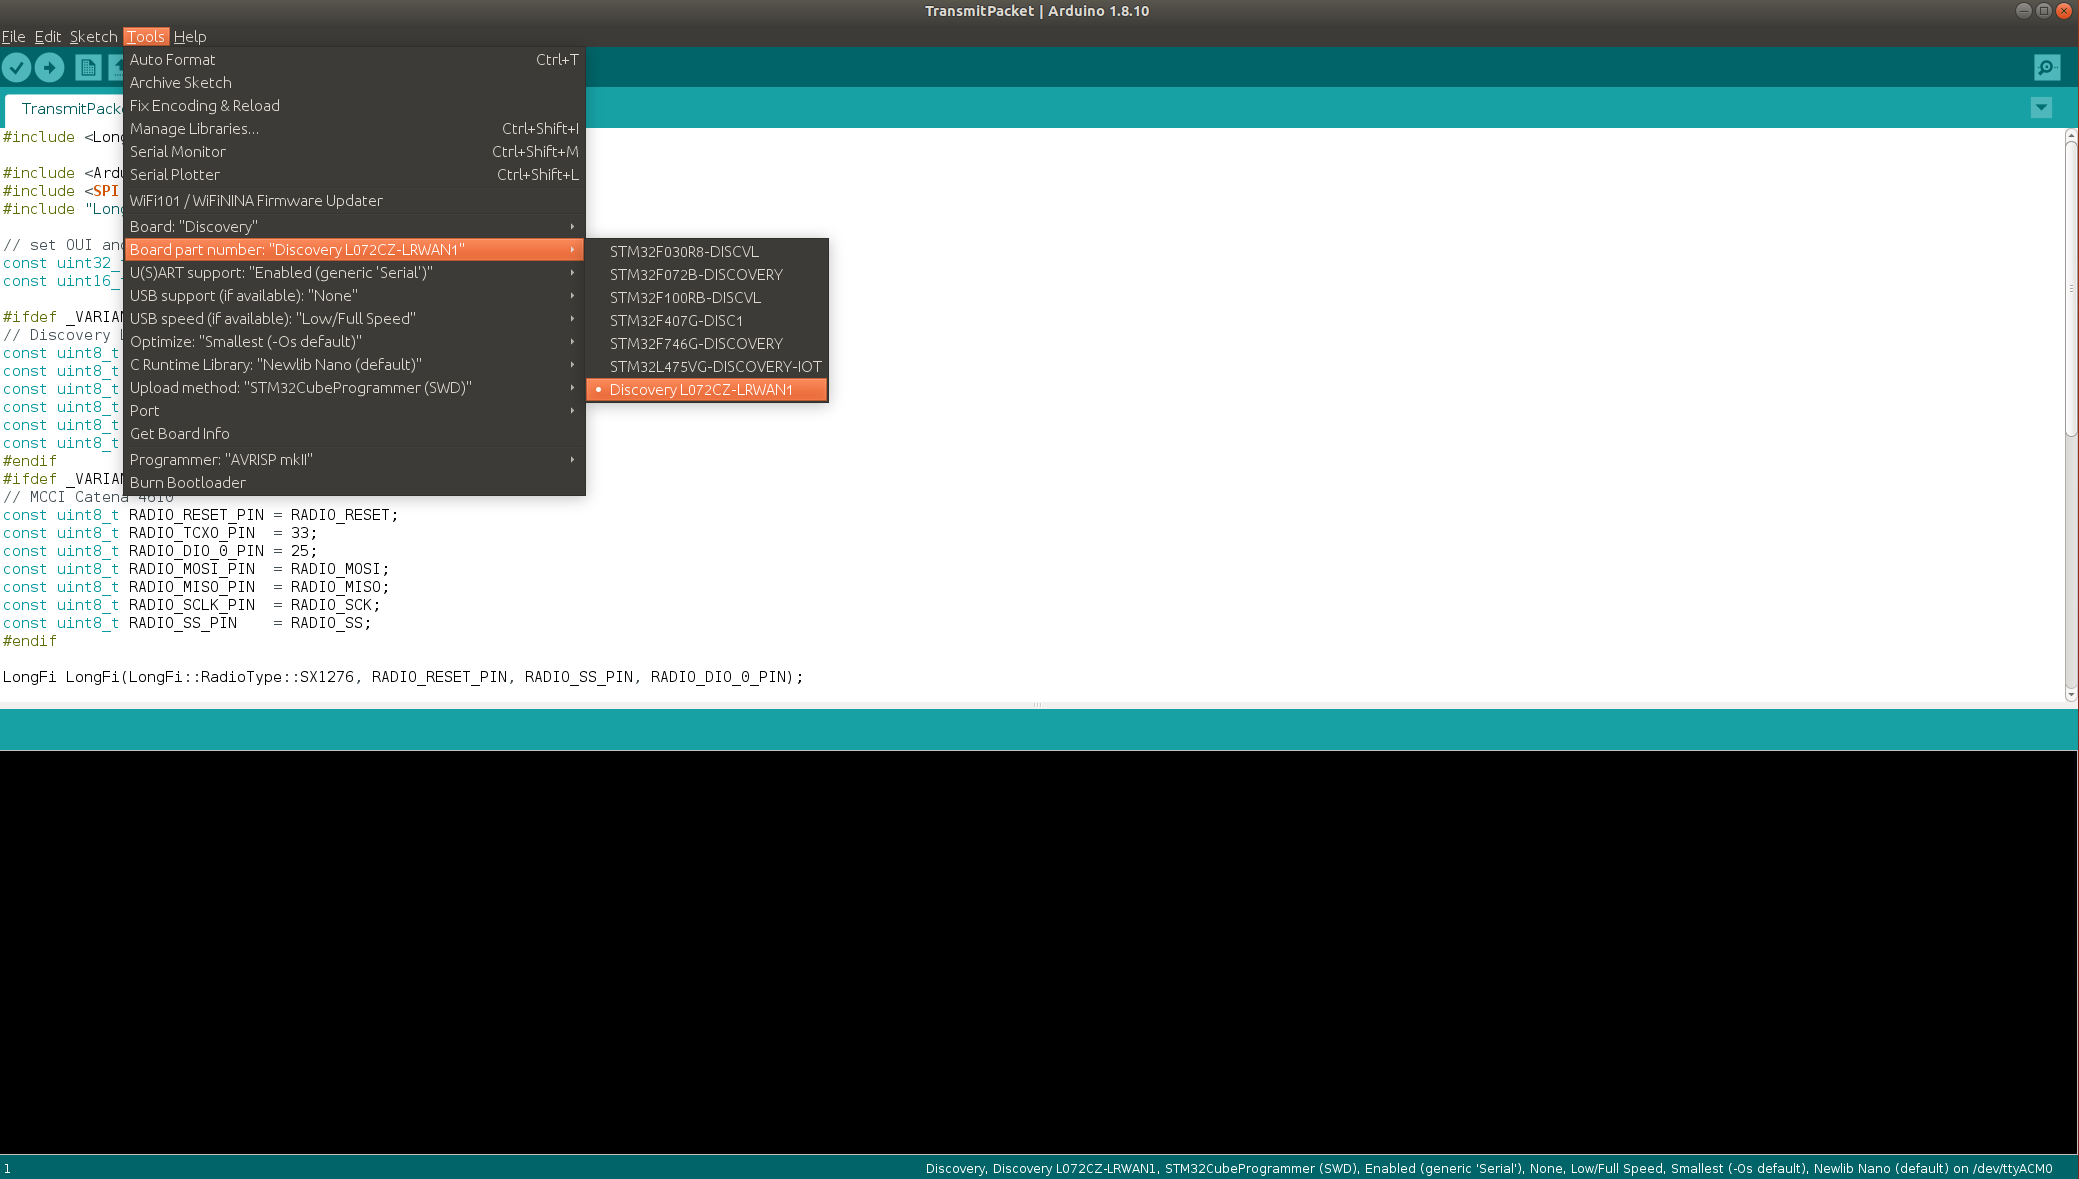 TransmitPacket | Arduino 1.8.10
File Edit Sketch Tools Help
Auto Format Ctrl+T
Archive Sketch
Fix Encoding & Reload
Manage Libraries... Ctrl+Shift+I
Serial Monitor Ctrl+Shift+M
Serial Plotter Ctrl+Shift+L
WiFi101 / WiFiNINA Firmware Updater
Board: "Discovery"
Board part number: "Discovery L072CZ-LRWAN1"
U(S)ART support: "Enabled (generic 'Serial')"
USB support (if available): "None"
USB speed (if available): "Low/Full Speed"
Optimize: "Smallest (-Os default)"
C Runtime Library: "Newlib Nano (default)"
Upload method: "STM32CubeProgrammer (SWD)"
Port
Get Board Info
Programmer: "AVRISP mkII"
Burn Bootloader
STM32F030R8-DISCVL
STM32F072B-DISCOVERY
STM32F100RB-DISCVL
STM32F407G-DISC1
STM32F746G-DISCOVERY
STM32L475VG-DISCOVERY-IOT
Discovery L072CZ-LRWAN1
TransmitPack
#include <Lon
#include <Ard
#include <SPI
#include "Lon
// set OUI an
const uint32_
const uint16_
#ifdef _VARIAN
// Discovery
const uint8_t
const uint8_t
const uint8_t
const uint8_t
const uint8_t
const uint8_t
#endif
#ifdef _VARIAN
// MCCI Catena 4610
const uint8_t RADIO_RESET_PIN = RADIO_RESET;
const uint8_t RADIO_TCXO_PIN  = 33;
const uint8_t RADIO_DIO_0_PIN = 25;
const uint8_t RADIO_MOSI_PIN  = RADIO_MOSI;
const uint8_t RADIO_MISO_PIN  = RADIO_MISO;
const uint8_t RADIO_SCLK_PIN  = RADIO_SCK;
const uint8_t RADIO_SS_PIN    = RADIO_SS;
#endif
LongFi LongFi(LongFi::RadioType::SX1276, RADIO_RESET_PIN, RADIO_SS_PIN, RADIO_DIO_0_PIN);
1 Discovery, Discovery L072CZ-LRWAN1, STM32CubeProgrammer (SWD), Enabled (generic 'Serial'), None, Low/Full Speed, Smallest (-Os default), Newlib Nano (default) on /dev/ttyACM0